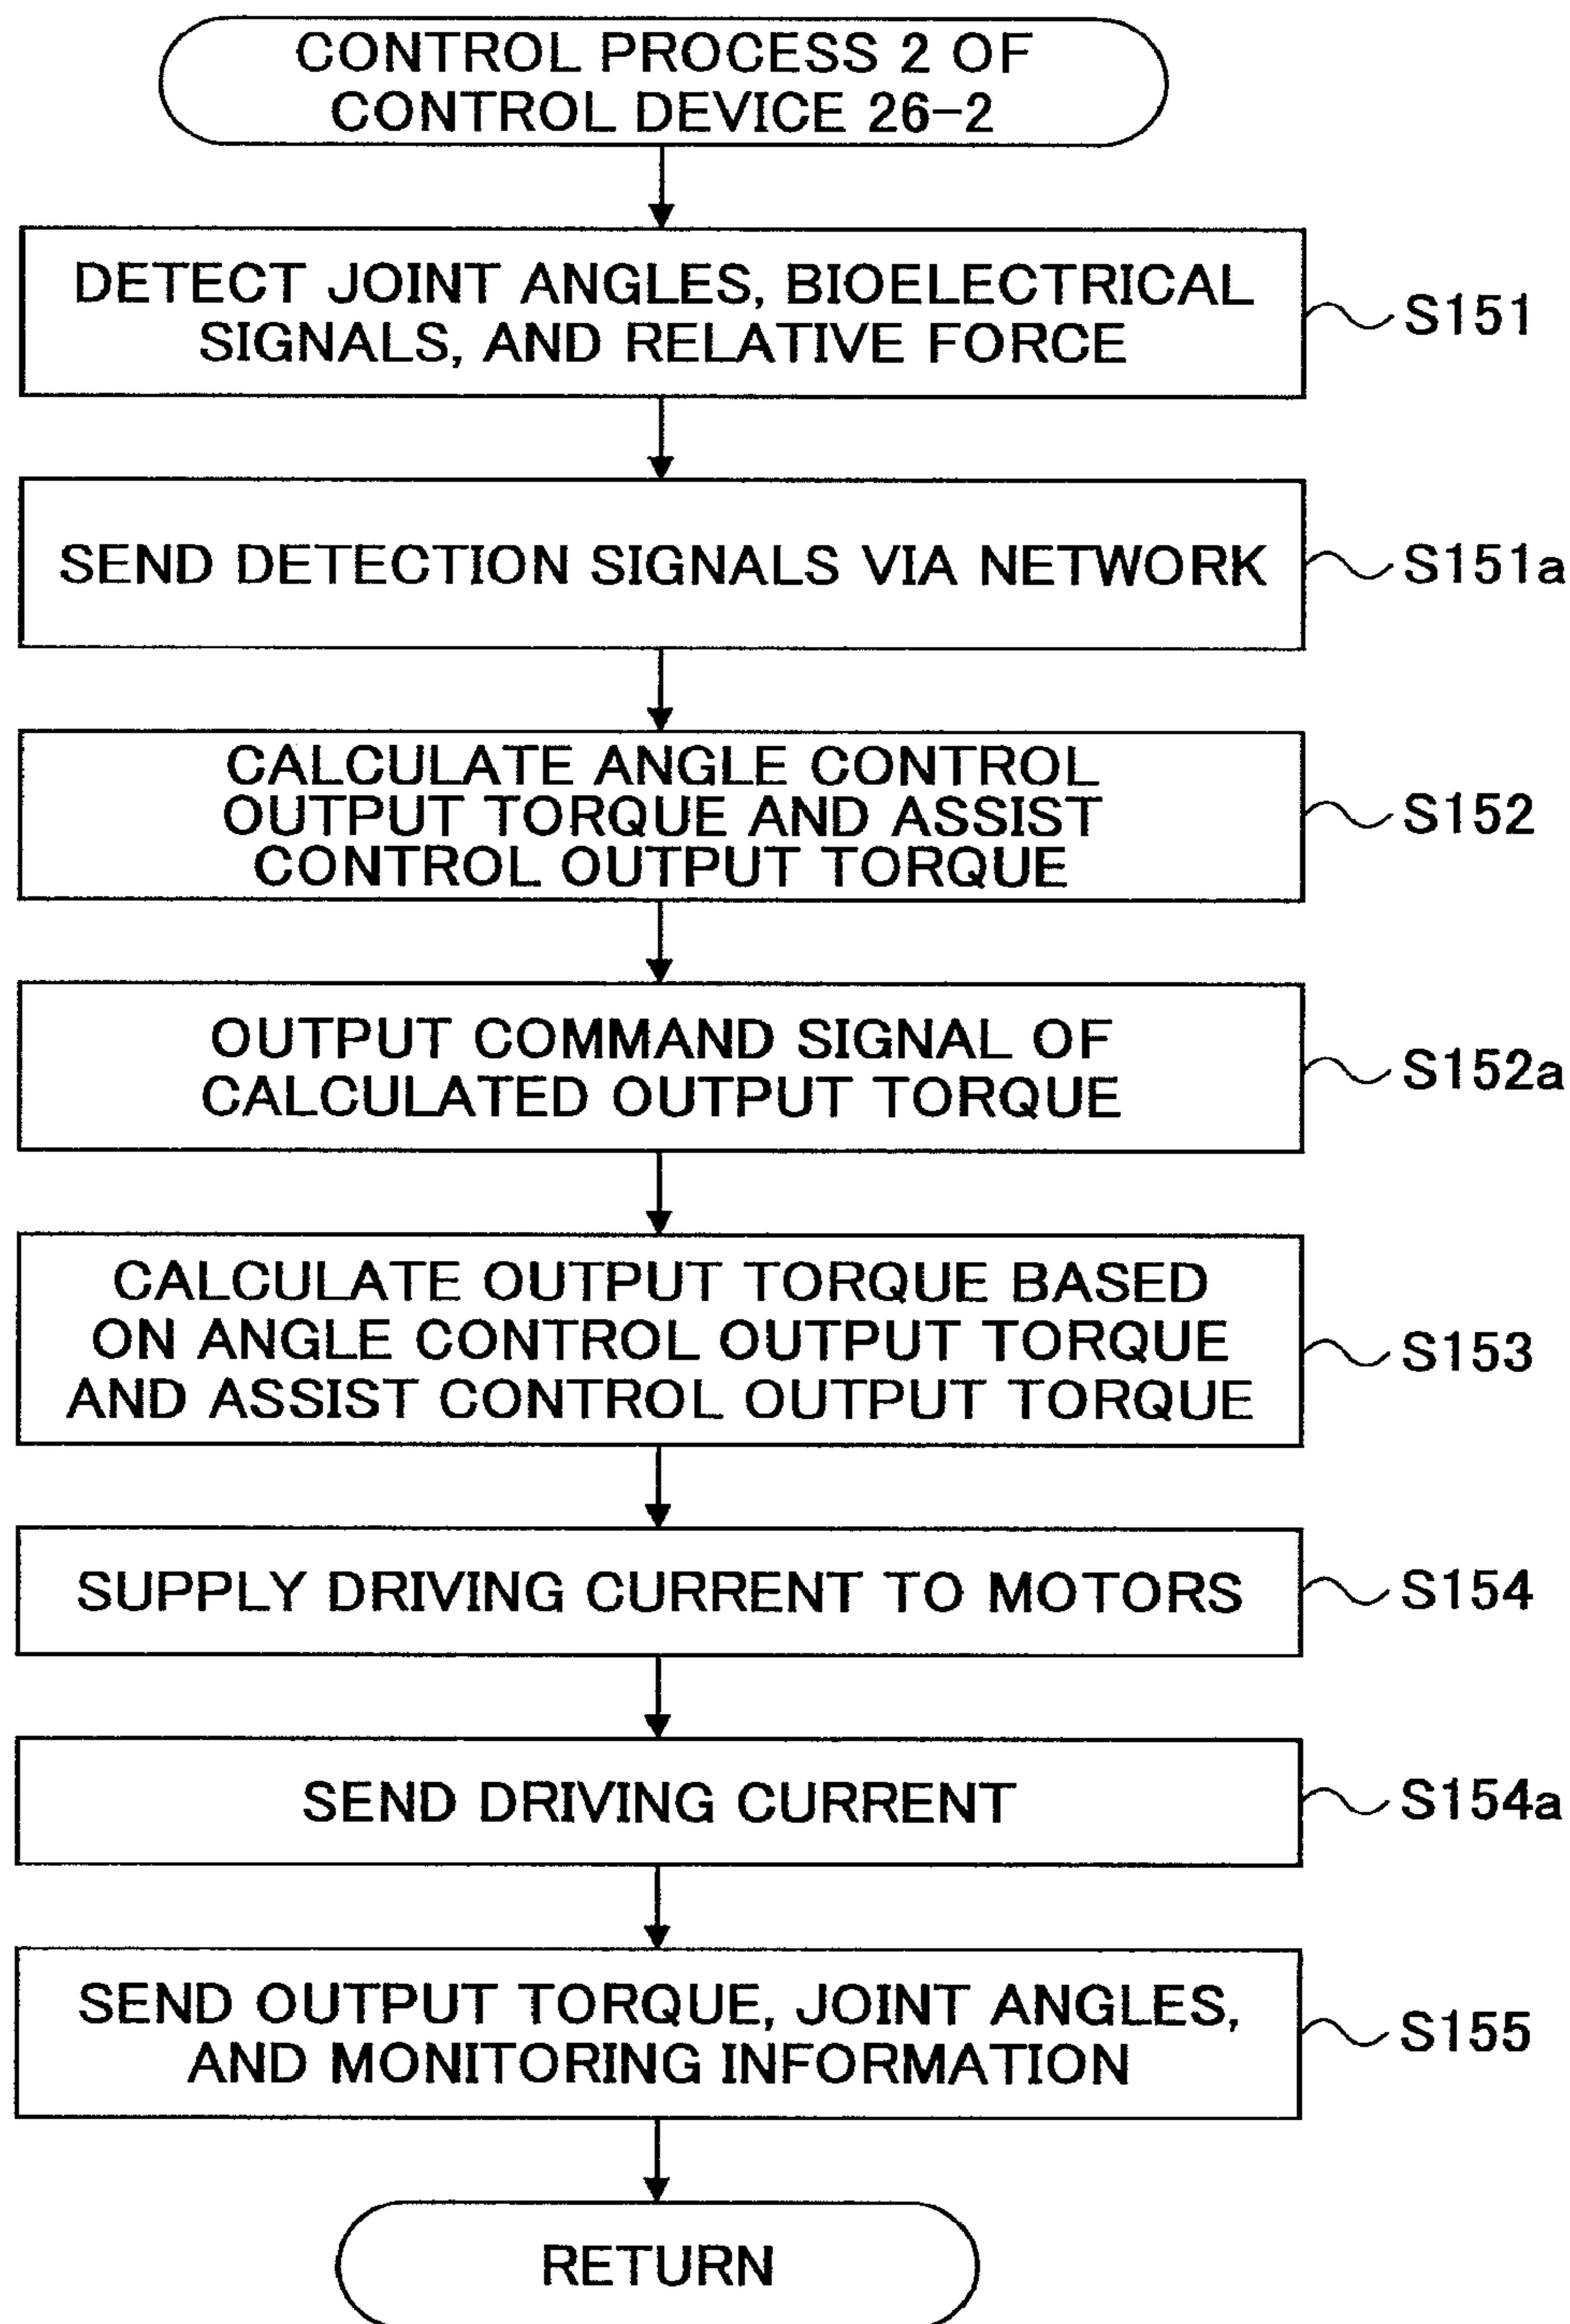 CONTROL PROCESS 2 OF
CONTROL DEVICE 26-2
DETECT JOINT ANGLES, BIOELECTRICAL
SIGNALS, AND RELATIVE FORCE
S151
SEND DETECTION SIGNALS VIA NETWORK
S151a
CALCULATE ANGLE CONTROL
OUTPUT TORQUE AND ASSIST
CONTROL OUTPUT TORQUE
S152
OUTPUT COMMAND SIGNAL OF
CALCULATED OUTPUT TORQUE
S152a
CALCULATE OUTPUT TORQUE BASED
ON ANGLE CONTROL OUTPUT TORQUE
AND ASSIST CONTROL OUTPUT TORQUE
S153
SUPPLY DRIVING CURRENT TO MOTORS
S154
SEND DRIVING CURRENT
S154a
SEND OUTPUT TORQUE, JOINT ANGLES,
AND MONITORING INFORMATION
S155
RETURN